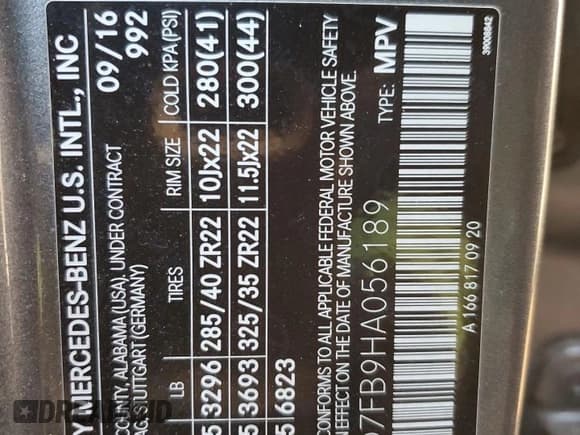 Y MERCEDES-BENZ U.S. INTL., INC
COUNTY, ALABAMA (USA), UNDER CONTRACT 09/16
STUTTGART (GERMANY) 992
LB TIRES RIM SIZE COLD KPA(PSI)
5 3296 285/40 ZR22 10Jx22 280(41)
5 3693 325/35 ZR22 11.5Jx22 300(44)
5 6823
CONFORMS TO ALL APPLICABLE FEDERAL MOTOR VEHICLE SAFETY
EFFECT ON THE DATE OF MANUFACTURE SHOWN ABOVE.
7FB9HA056189 TYPE: MPV
A 166 817 09 20